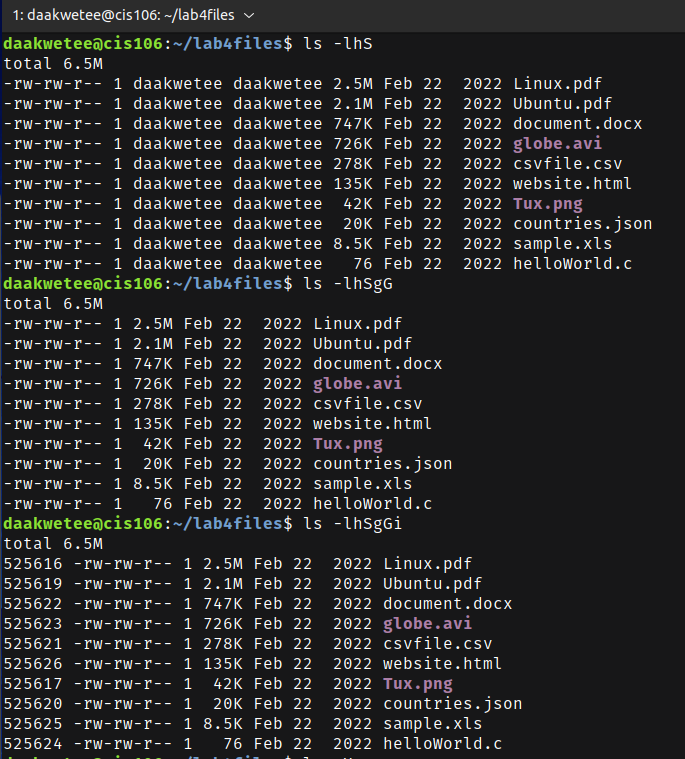 1: daakwetee@cis106: ~/lab4files
daakwetee@cis106:~/lab4files$ ls -lhS
total 6.5M
-rw-rw-r-- 1 daakwetee daakwetee 2.5M Feb 22  2022 Linux.pdf
-rw-rw-r-- 1 daakwetee daakwetee 2.1M Feb 22  2022 Ubuntu.pdf
-rw-rw-r-- 1 daakwetee daakwetee 747K Feb 22  2022 document.docx
-rw-rw-r-- 1 daakwetee daakwetee 726K Feb 22  2022 globe.avi
-rw-rw-r-- 1 daakwetee daakwetee 278K Feb 22  2022 csvfile.csv
-rw-rw-r-- 1 daakwetee daakwetee 135K Feb 22  2022 website.html
-rw-rw-r-- 1 daakwetee daakwetee  42K Feb 22  2022 Tux.png
-rw-rw-r-- 1 daakwetee daakwetee  20K Feb 22  2022 countries.json
-rw-rw-r-- 1 daakwetee daakwetee 8.5K Feb 22  2022 sample.xls
-rw-rw-r-- 1 daakwetee daakwetee   76 Feb 22  2022 helloWorld.c
daakwetee@cis106:~/lab4files$ ls -lhSgG
total 6.5M
-rw-rw-r-- 1 2.5M Feb 22  2022 Linux.pdf
-rw-rw-r-- 1 2.1M Feb 22  2022 Ubuntu.pdf
-rw-rw-r-- 1 747K Feb 22  2022 document.docx
-rw-rw-r-- 1 726K Feb 22  2022 globe.avi
-rw-rw-r-- 1 278K Feb 22  2022 csvfile.csv
-rw-rw-r-- 1 135K Feb 22  2022 website.html
-rw-rw-r-- 1  42K Feb 22  2022 Tux.png
-rw-rw-r-- 1  20K Feb 22  2022 countries.json
-rw-rw-r-- 1 8.5K Feb 22  2022 sample.xls
-rw-rw-r-- 1   76 Feb 22  2022 helloWorld.c
daakwetee@cis106:~/lab4files$ ls -lhSgGi
total 6.5M
525616 -rw-rw-r-- 1 2.5M Feb 22  2022 Linux.pdf
525619 -rw-rw-r-- 1 2.1M Feb 22  2022 Ubuntu.pdf
525622 -rw-rw-r-- 1 747K Feb 22  2022 document.docx
525623 -rw-rw-r-- 1 726K Feb 22  2022 globe.avi
525621 -rw-rw-r-- 1 278K Feb 22  2022 csvfile.csv
525626 -rw-rw-r-- 1 135K Feb 22  2022 website.html
525617 -rw-rw-r-- 1  42K Feb 22  2022 Tux.png
525620 -rw-rw-r-- 1  20K Feb 22  2022 countries.json
525625 -rw-rw-r-- 1 8.5K Feb 22  2022 sample.xls
525624 -rw-rw-r-- 1   76 Feb 22  2022 helloWorld.c